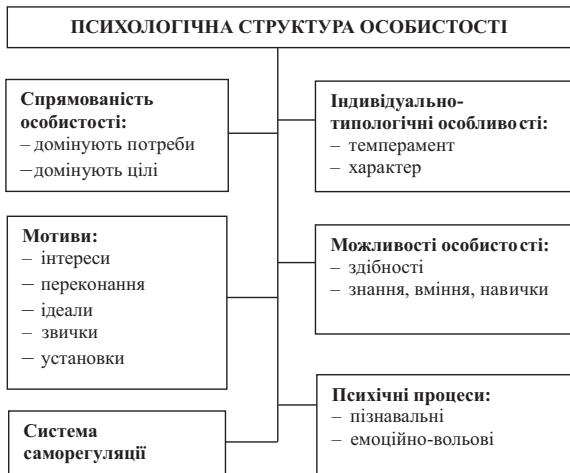 ПСИХОЛОГІЧНА СТРУКТУРА ОСОБИСТОСТІ
Спрямованість
особистості:
– домінують потреби
– домінують цілі
Мотиви:
– інтереси
– переконання
– ідеали
– звички
– установки
Система
саморегуляції
Індивідуально-
типологічні особливості:
– темперамент
– характер
Можливості особистості:
– здібності
– знання, вміння, навички
Психічні процеси:
– пізнавальні
– емоційно-вольові